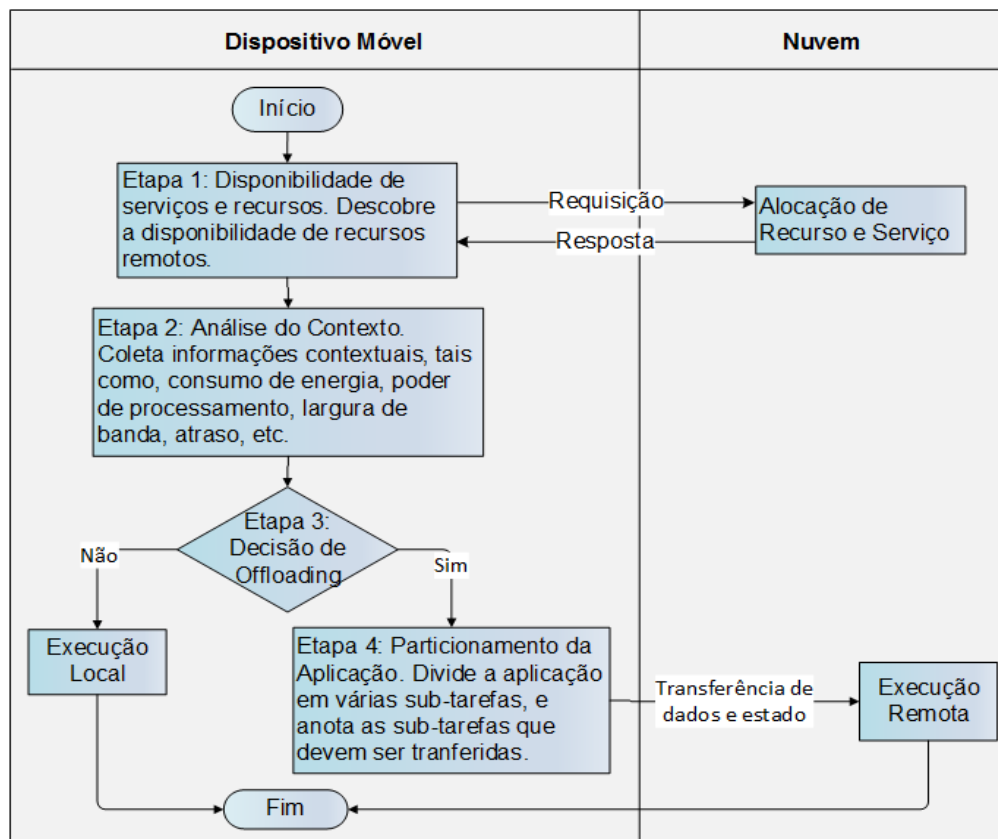 Dispositivo Móvel
Nuvem
Início
Etapa 1: Disponibilidade de
serviços e recursos. Descobre
a disponibilidade de recursos
remotos.
Requisição
Resposta
Alocação de
Recurso e Serviço
Etapa 2: Análise do Contexto.
Coleta informações contextuais, tais
como, consumo de energia, poder
de processamento, largura de
banda, atraso, etc.
Etapa 3:
Decisão de
Offloading
Não
Sim
Execução
Local
Etapa 4: Particionamento da
Aplicação. Divide a aplicação
em várias sub-tarefas, e
anota as sub-tarefas que
devem ser tranferidas.
Transferência de
dados e estado
Execução
Remota
Fim